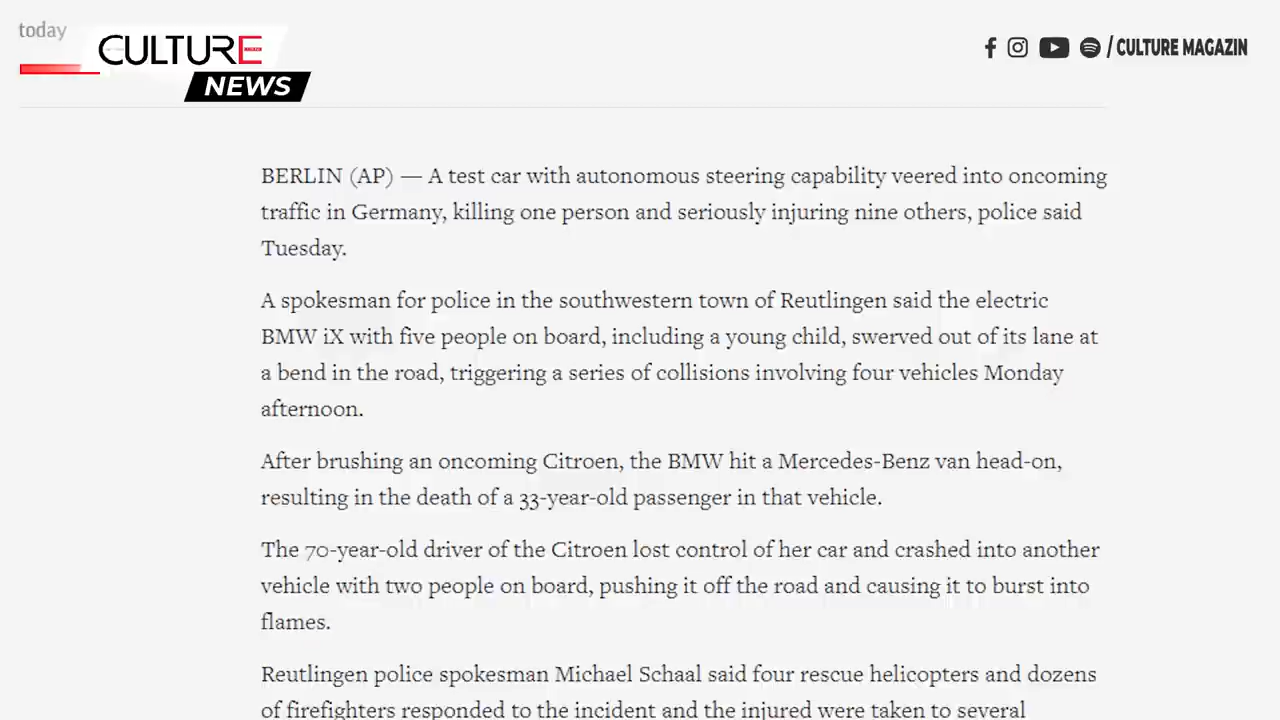 today
CULTURE
NEWS
/ CULTURE MAGAZIN
BERLIN (AP) — A test car with autonomous steering capability veered into oncoming
traffic in Germany, killing one person and seriously injuring nine others, police said
Tuesday.
A spokesman for police in the southwestern town of Reutlingen said the electric
BMW iX with five people on board, including a young child, swerved out of its lane at
a bend in the road, triggering a series of collisions involving four vehicles Monday
afternoon.
After brushing an oncoming Citroen, the BMW hit a Mercedes-Benz van head-on,
resulting in the death of a 33-year-old passenger in that vehicle.
The 70-year-old driver of the Citroen lost control of her car and crashed into another
vehicle with two people on board, pushing it off the road and causing it to burst into
flames.
Reutlingen police spokesman Michael Schaal said four rescue helicopters and dozens
of firefighters responded to the incident and the injured were taken to several